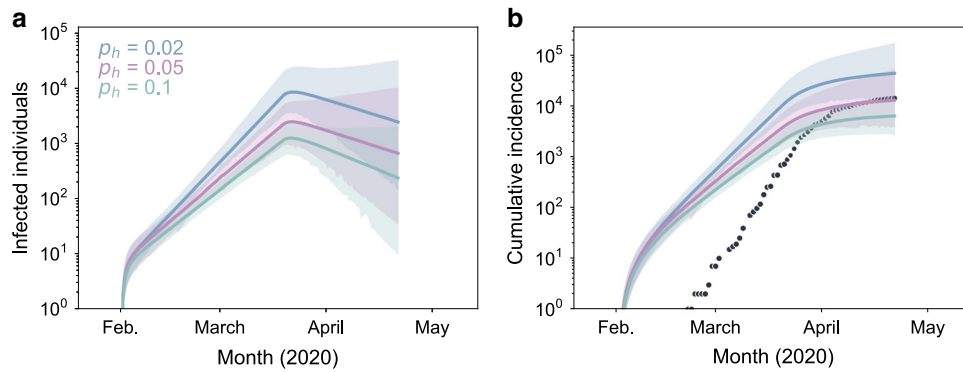 a
10^5
10^4
10^3
10^2
10^1
10^0
Infected individuals
p_h = 0.02
p_h = 0.05
p_h = 0.1
Feb.
March
April
May
Month (2020)
b
10^5
10^4
10^3
10^2
10^1
10^0
Cumulative incidence
Feb.
March
April
May
Month (2020)